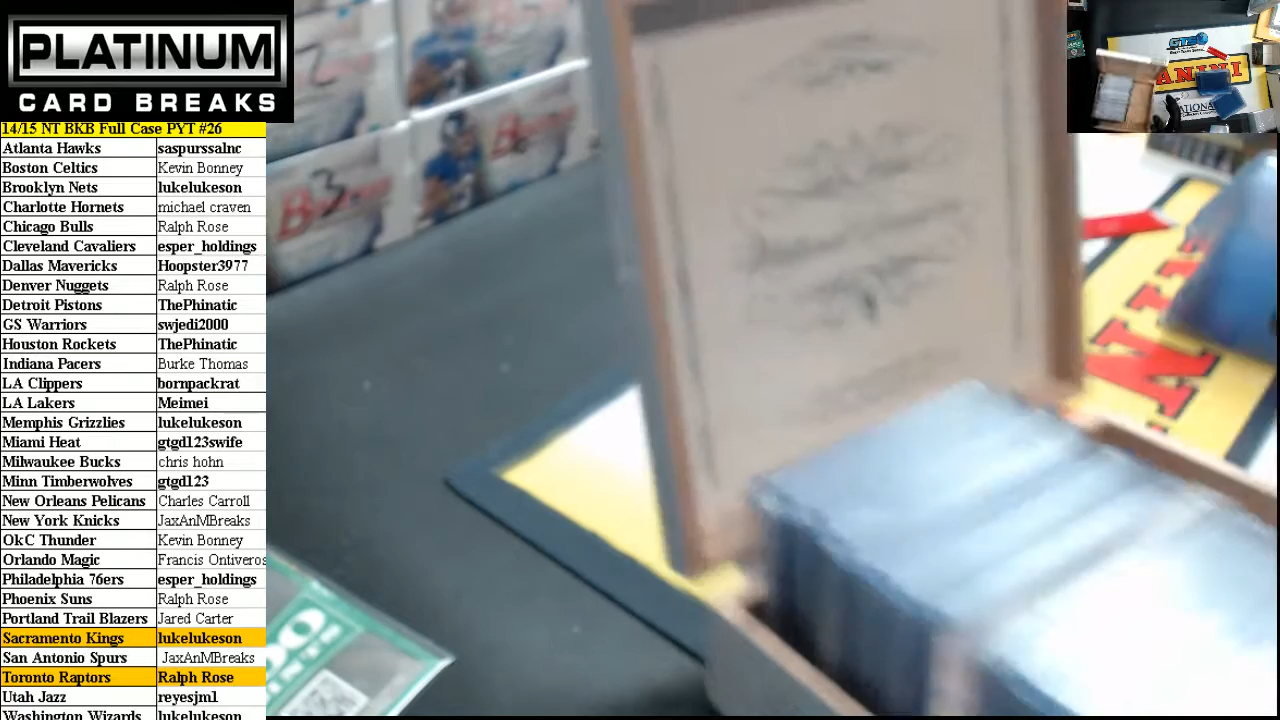 PLATINUM
CARD BREAKS
14/15 NT BKB Full Case PYT #26
Atlanta Hawks saspurssalnc
Boston Celtics Kevin Bonney
Brooklyn Nets lukelukeson
Charlotte Hornets michael craven
Chicago Bulls Ralph Rose
Cleveland Cavaliers esper_holdings
Dallas Mavericks Hoopster3977
Denver Nuggets Ralph Rose
Detroit Pistons ThePhinatic
GS Warriors swjedi2000
Houston Rockets ThePhinatic
Indiana Pacers Burke Thomas
LA Clippers bornpackrat
LA Lakers Meimei
Memphis Grizzlies lukelukeson
Miami Heat gtgd123swife
Milwaukee Bucks chris hohn
Minn Timberwolves gtgd123
New Orleans Pelicans Charles Carroll
New York Knicks JaxAnMBreaks
OkC Thunder Kevin Bonney
Orlando Magic Francis Ontiveros
Philadelphia 76ers esper_holdings
Phoenix Suns Ralph Rose
Portland Trail Blazers Jared Carter
Sacramento Kings lukelukeson
San Antonio Spurs JaxAnMBreaks
Toronto Raptors Ralph Rose
Utah Jazz reyesjm1
Washington Wizards lukelukeson
GTS
ANINI
3